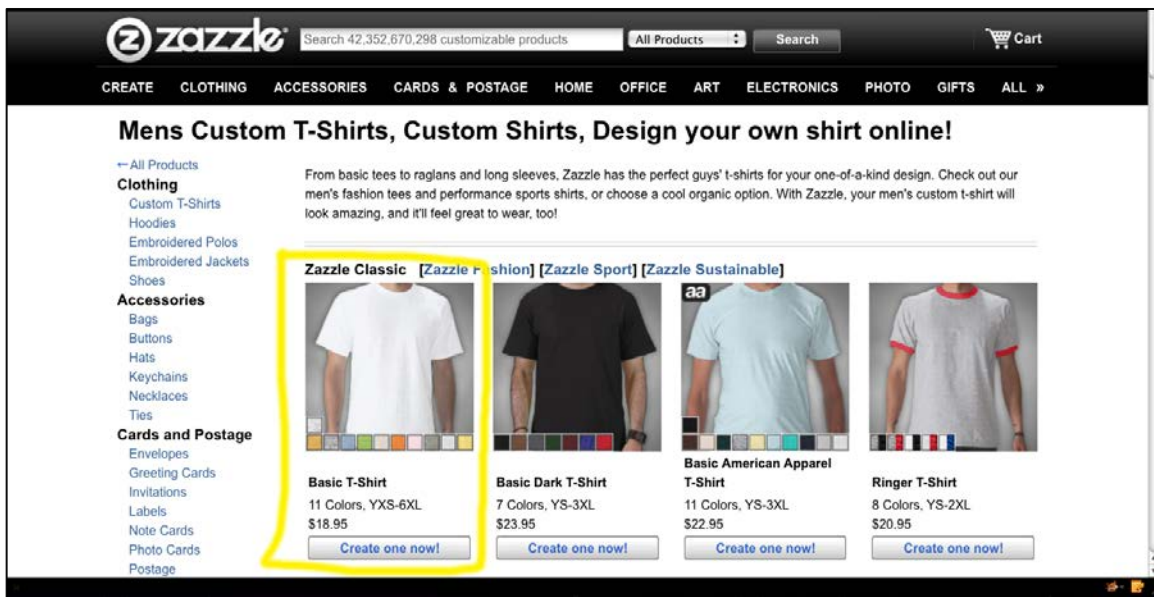 zazzle
Search 42,352,670,298 customizable products
All Products
Search
Cart
CREATE CLOTHING ACCESSORIES CARDS & POSTAGE HOME OFFICE ART ELECTRONICS PHOTO GIFTS ALL »
Mens Custom T-Shirts, Custom Shirts, Design your own shirt online!
←All Products
Clothing
Custom T-Shirts
Hoodies
Embroidered Polos
Embroidered Jackets
Shoes
Accessories
Bags
Buttons
Hats
Keychains
Necklaces
Ties
Cards and Postage
Envelopes
Greeting Cards
Invitations
Labels
Note Cards
Photo Cards
Postage
From basic tees to raglans and long sleeves, Zazzle has the perfect guys' t-shirts for your one-of-a-kind design. Check out our
men's fashion tees and performance sports shirts, or choose a cool organic option. With Zazzle, your men's custom t-shirt will
look amazing, and it'll feel great to wear, too!
Zazzle Classic [Zazzle Fashion] [Zazzle Sport] [Zazzle Sustainable]
Basic T-Shirt
11 Colors, YXS-6XL
$18.95
Create one now!
Basic Dark T-Shirt
7 Colors, YS-3XL
$23.95
Create one now!
aa
Basic American Apparel
T-Shirt
11 Colors, YS-3XL
$22.95
Create one now!
Ringer T-Shirt
8 Colors, YS-2XL
$20.95
Create one now!